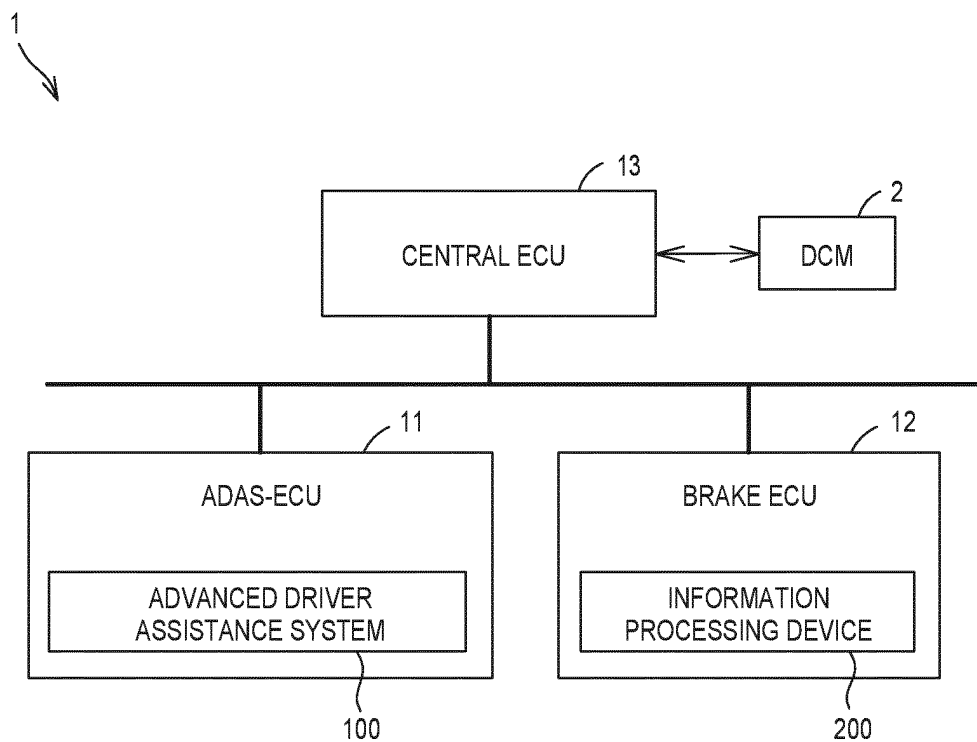 1
13
2
CENTRAL ECU
DCM
11
12
ADAS-ECU
BRAKE ECU
ADVANCED DRIVER
ASSISTANCE SYSTEM
INFORMATION
PROCESSING DEVICE
100
200